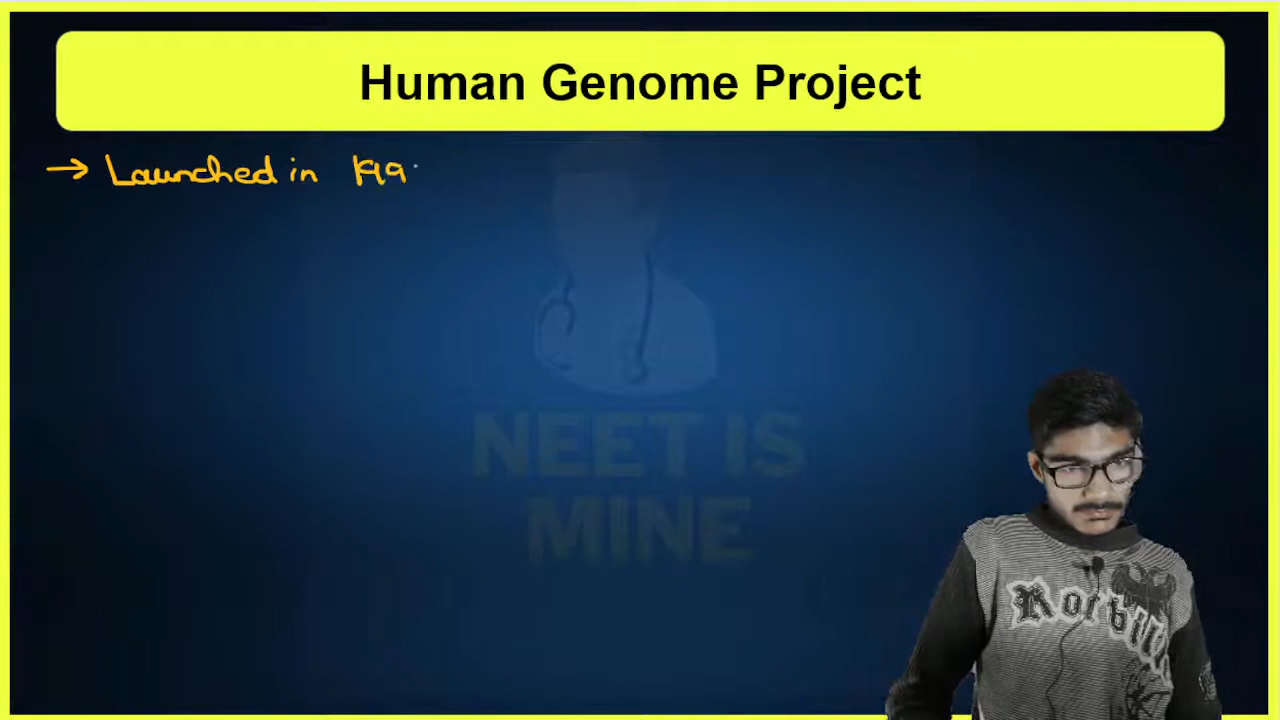 Human Genome Project
→ Launched in 199
NEET IS
MINE